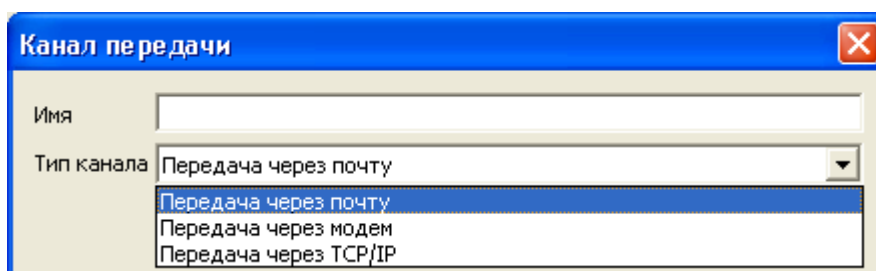 Канал передачи
Имя
Тип канала Передача через почту
Передача через почту
Передача через модем
Передача через TCP/IP